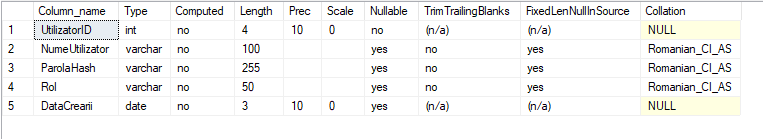 Column_name Type Computed Length Prec Scale Nullable TrimTrailingBlanks FixedLenNullInSource Collation
1 UtilizatorID int no 4 10 0 no (n/a) (n/a) NULL
2 NumeUtilizator varchar no 100 yes no yes Romanian_CI_AS
3 ParolaHash varchar no 255 yes no yes Romanian_CI_AS
4 Rol varchar no 50 yes no yes Romanian_CI_AS
5 DataCrearii date no 3 10 0 yes (n/a) (n/a) NULL